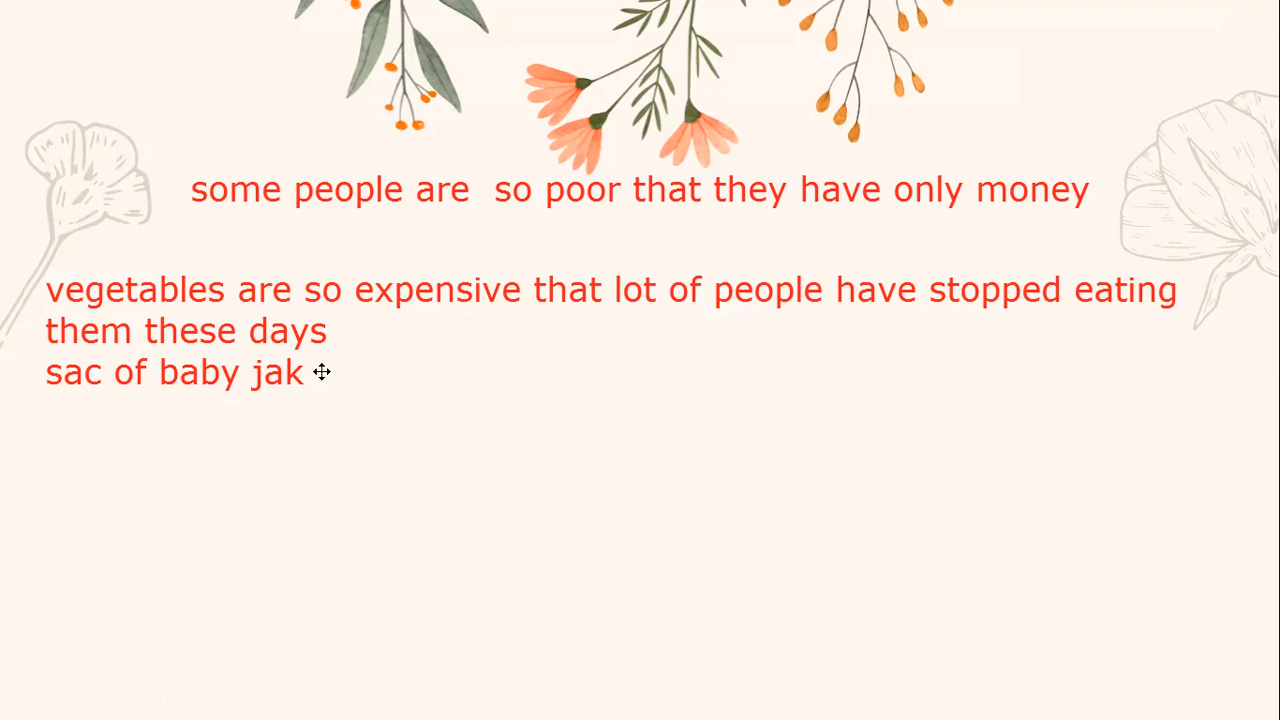 some people are  so poor that they have only money
vegetables are so expensive that lot of people have stopped eating
them these days
sac of baby jak